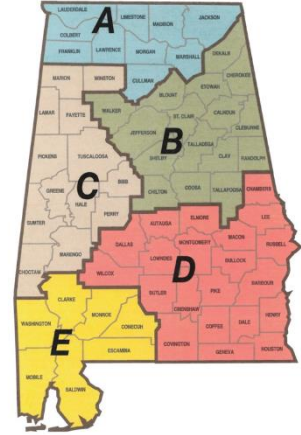 LAUDERDALE
LIMESTONE
MADISON
JACKSON
COLBERT
A
FRANKLIN
LAWRENCE
MORGAN
MARSHALL
DEKALB
CULLMAN
CHEROKEE
MARION
WINSTON
BLOUNT
ETOWAH
LAMAR
FAYETTE
WALKER
ST. CLAIR
CALHOUN
CLEBURNE
JEFFERSON
B
TALLADEGA
PICKENS
TUSCALOOSA
SHELBY
CLAY
RANDOLPH
C
BIBB
GREENE
HALE
CHILTON
COOSA
TALLAPOOSA
CHAMBERS
PERRY
SUMTER
AUTAUGA
ELMORE
LEE
MACON
DALLAS
MONTGOMERY
RUSSELL
MARENGO
LOWNDES
D
BULLOCK
CHOCTAW
WILCOX
BUTLER
PIKE
BARBOUR
CLARKE
CRENSHAW
MONROE
HENRY
WASHINGTON
CONECUH
COFFEE
DALE
E
ESCAMBIA
COVINGTON
GENEVA
HOUSTON
MOBILE
BALDWIN